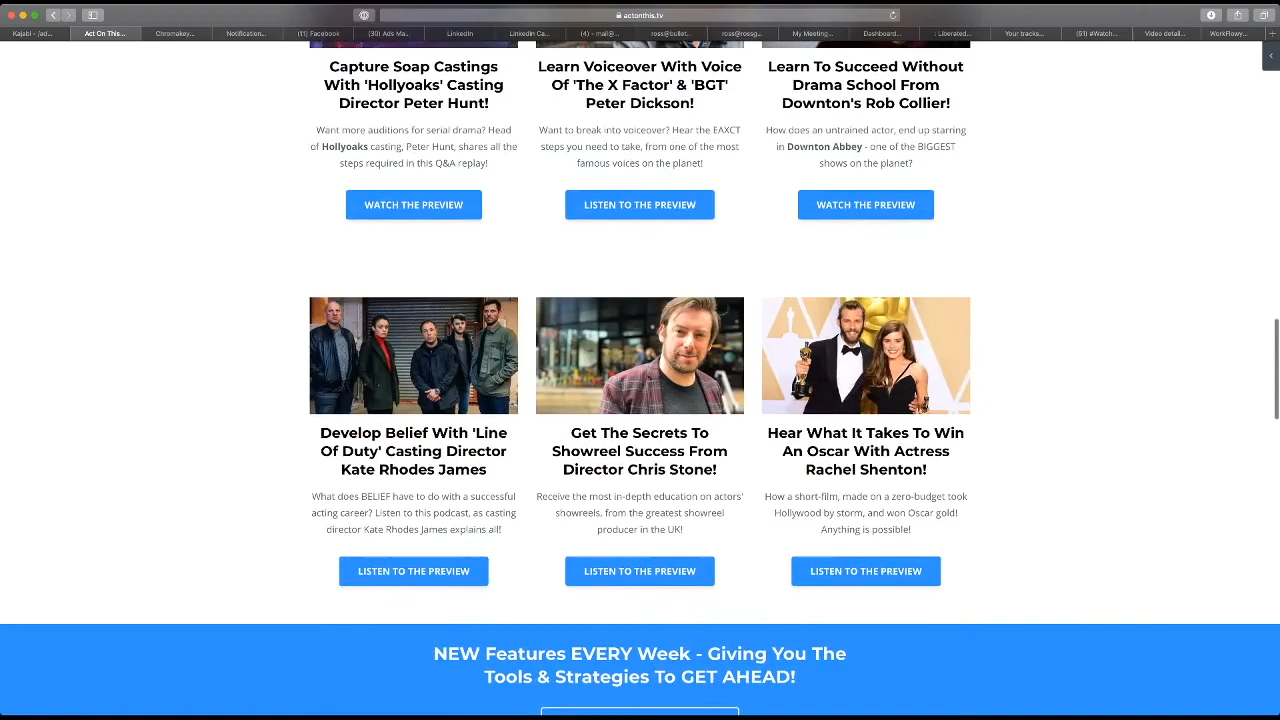 actonthis.tv
Kajabi - /ad...
Act On This...
Chromakey...
Notification...
(11) Facebook
(30) Ads Ma...
LinkedIn
LinkedIn Ca...
(4) - mail@...
ross@bullet...
ross@rossg...
My Meeting...
Dashboard...
: Liberated...
(51) #Watch...
Your tracks...
Video detail...
WorkFlowy...
Capture Soap Castings
With 'Hollyoaks' Casting
Director Peter Hunt!
Want more auditions for serial drama? Head
of Hollyoaks casting, Peter Hunt, shares all the
steps required in this Q&A replay!
WATCH THE PREVIEW
Learn Voiceover With Voice
Of 'The X Factor' & 'BGT'
Peter Dickson!
Want to break into voiceover? Hear the EAXCT
steps you need to take, from one of the most
famous voices on the planet!
LISTEN TO THE PREVIEW
Learn To Succeed Without
Drama School From
Downton's Rob Collier!
How does an untrained actor, end up starring
in Downton Abbey - one of the BIGGEST
shows on the planet?
WATCH THE PREVIEW
Develop Belief With 'Line
Of Duty' Casting Director
Kate Rhodes James
What does BELIEF have to do with a successful
acting career? Listen to this podcast, as casting
director Kate Rhodes James explains all!
LISTEN TO THE PREVIEW
Get The Secrets To
Showreel Success From
Director Chris Stone!
Receive the most in-depth education on actors'
showreels, from the greatest showreel
producer in the UK!
LISTEN TO THE PREVIEW
Hear What It Takes To Win
An Oscar With Actress
Rachel Shenton!
How a short-film, made on a zero-budget took
Hollywood by storm, and won Oscar gold!
Anything is possible!
LISTEN TO THE PREVIEW
NEW Features EVERY Week - Giving You The
Tools & Strategies To GET AHEAD!